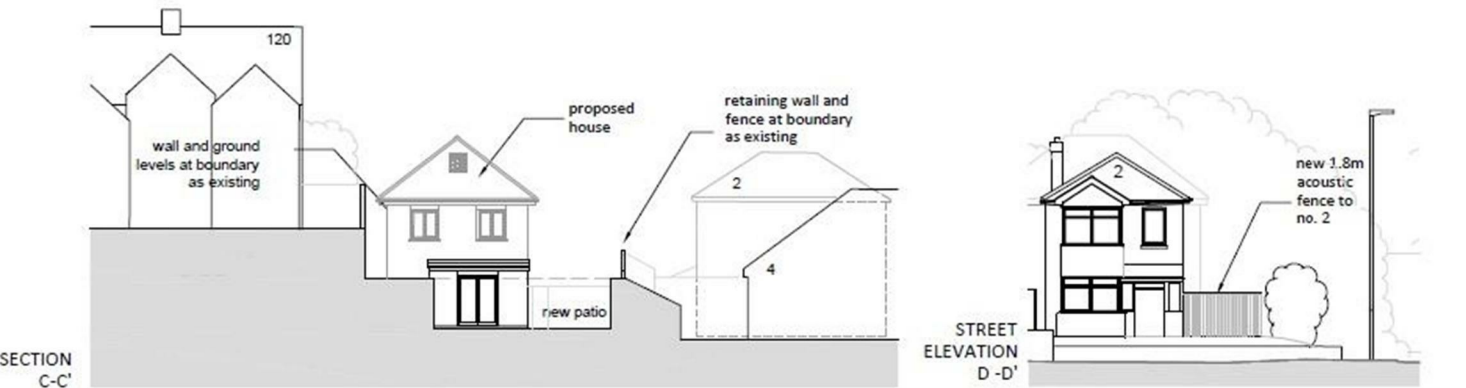 120
wall and ground
levels at boundary
as existing
proposed
house
retaining wall and
fence at boundary
as existing
2
4
new patio
SECTION
C-C'
2
new 1.8m
acoustic
fence to
no. 2
STREET
ELEVATION
D -D'